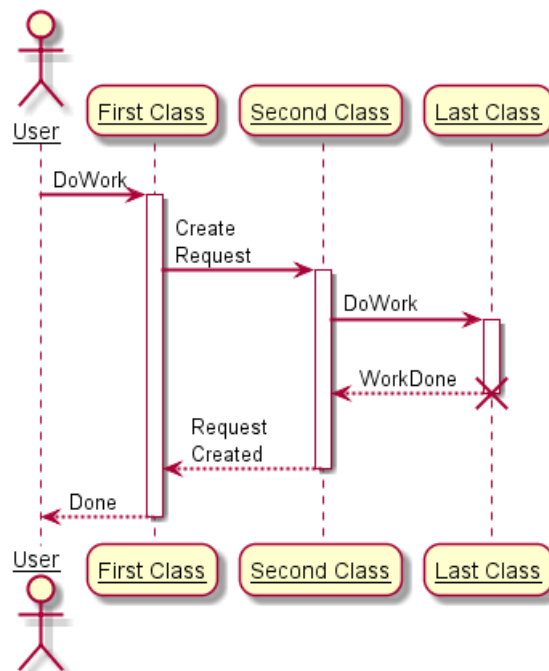 User
First Class
Second Class
Last Class
DoWork
Create
Request
DoWork
WorkDone
Request
Created
Done
User
First Class
Second Class
Last Class